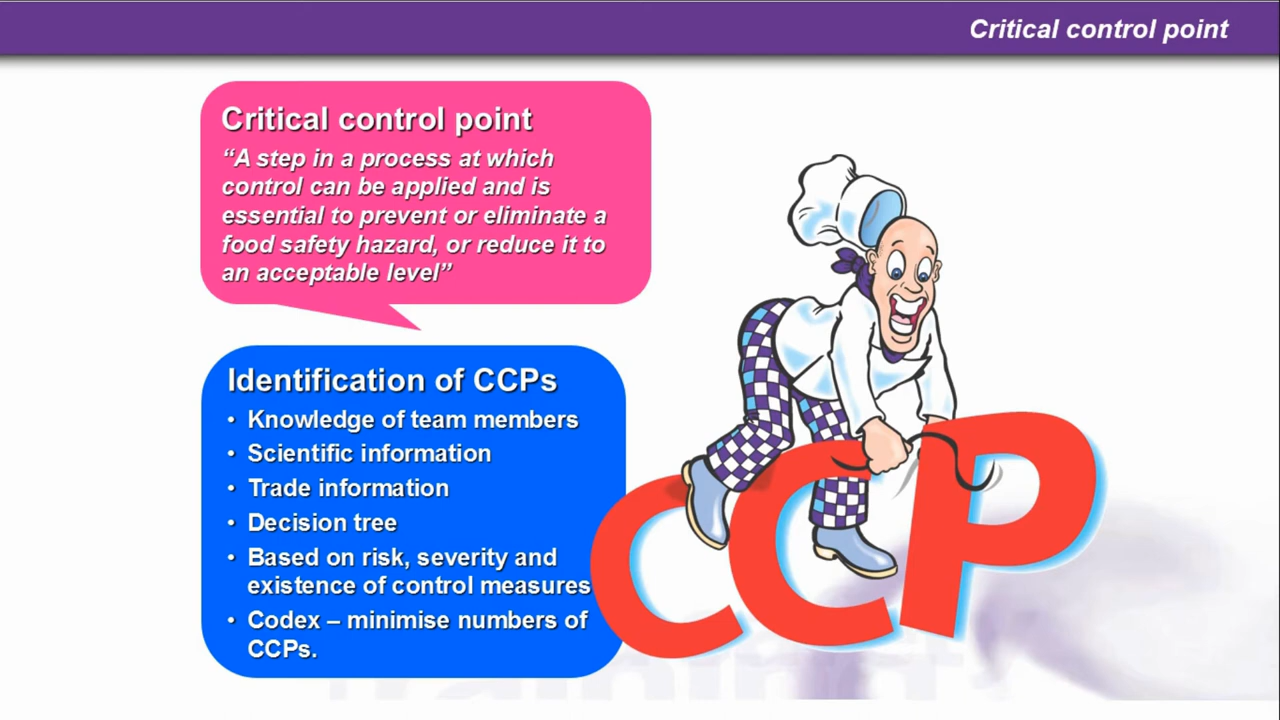 Critical control point
Critical control point
“A step in a process at which
control can be applied and is
essential to prevent or eliminate a
food safety hazard, or reduce it to
an acceptable level”
Identification of CCPs
• Knowledge of team members
• Scientific information
• Trade information
• Decision tree
• Based on risk, severity and
existence of control measures
• Codex – minimise numbers of
CCPs.
CCP